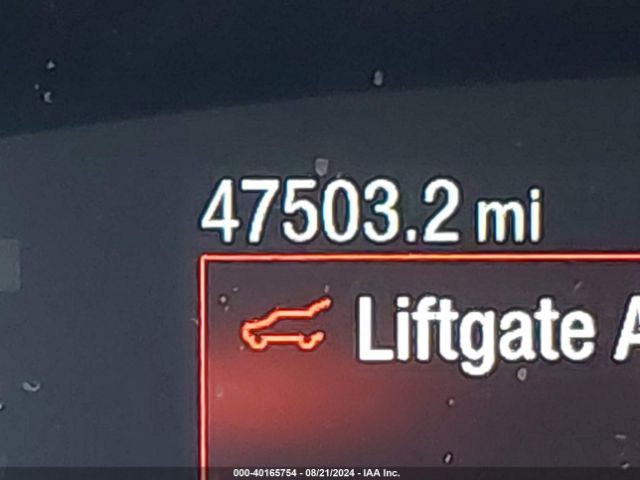 47503.2 mi
Liftgate
000-40165754 - 08/21/2024 - IAA Inc.